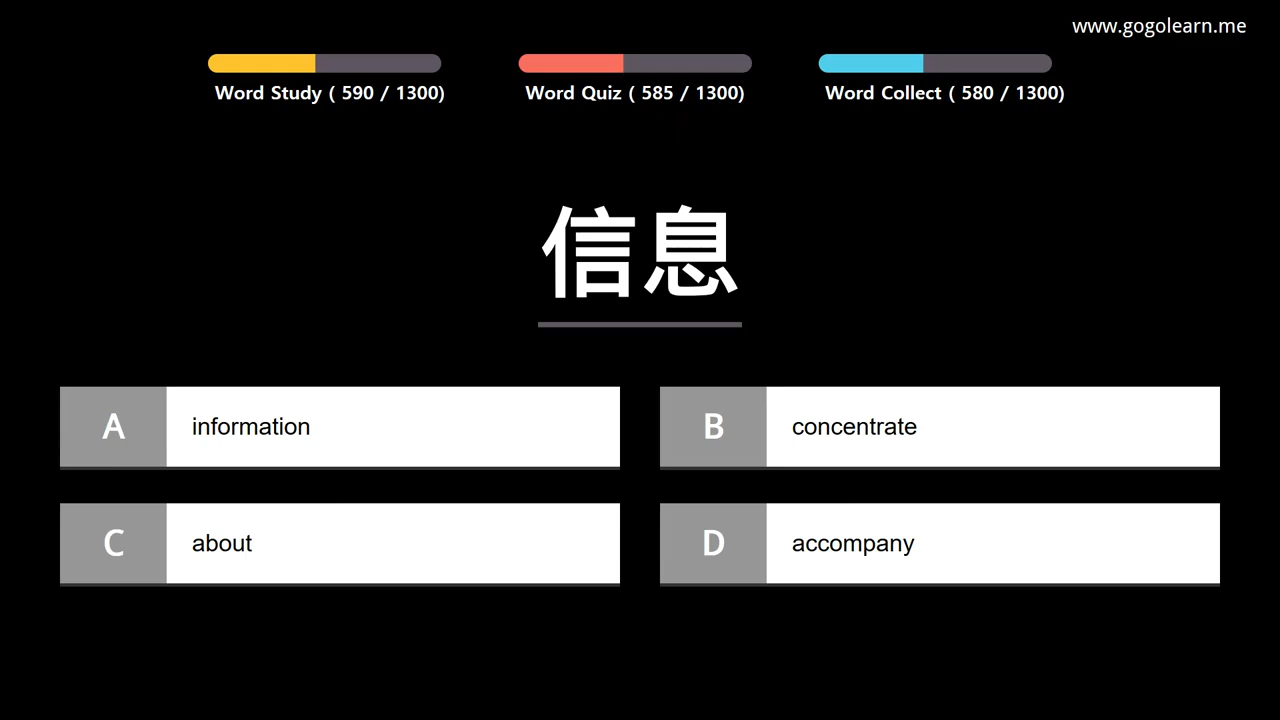 www.gogolearn.me
Word Study ( 590 / 1300)
Word Quiz ( 585 / 1300)
Word Collect ( 580 / 1300)
信息
A information
B concentrate
C about
D accompany